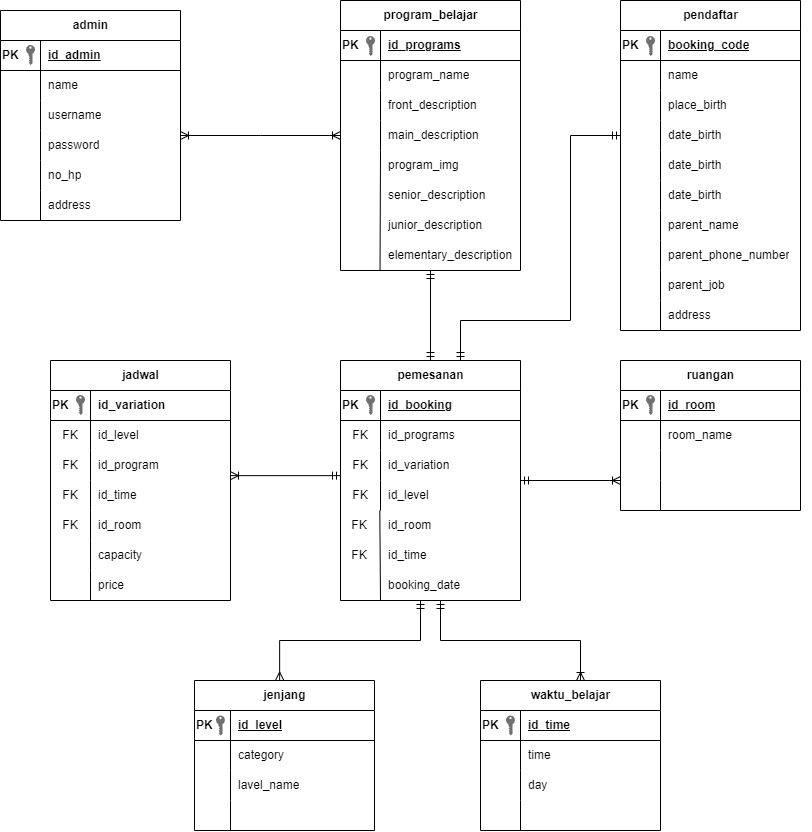 admin
PK id_admin
name
username
password
no_hp
address
program_belajar
PK id_programs
program_name
front_description
main_description
program_img
senior_description
junior_description
elementary_description
pendaftar
PK booking_code
name
place_birth
date_birth
date_birth
date_birth
parent_name
parent_phone_number
parent_job
address
jadwal
PK id_variation
FK id_level
FK id_program
FK id_time
FK id_room
capacity
price
pemesanan
PK id_booking
FK id_programs
FK id_variation
FK id_level
FK id_room
FK id_time
booking_date
ruangan
PK id_room
room_name
jenjang
PK id_level
category
lavel_name
waktu_belajar
PK id_time
time
day